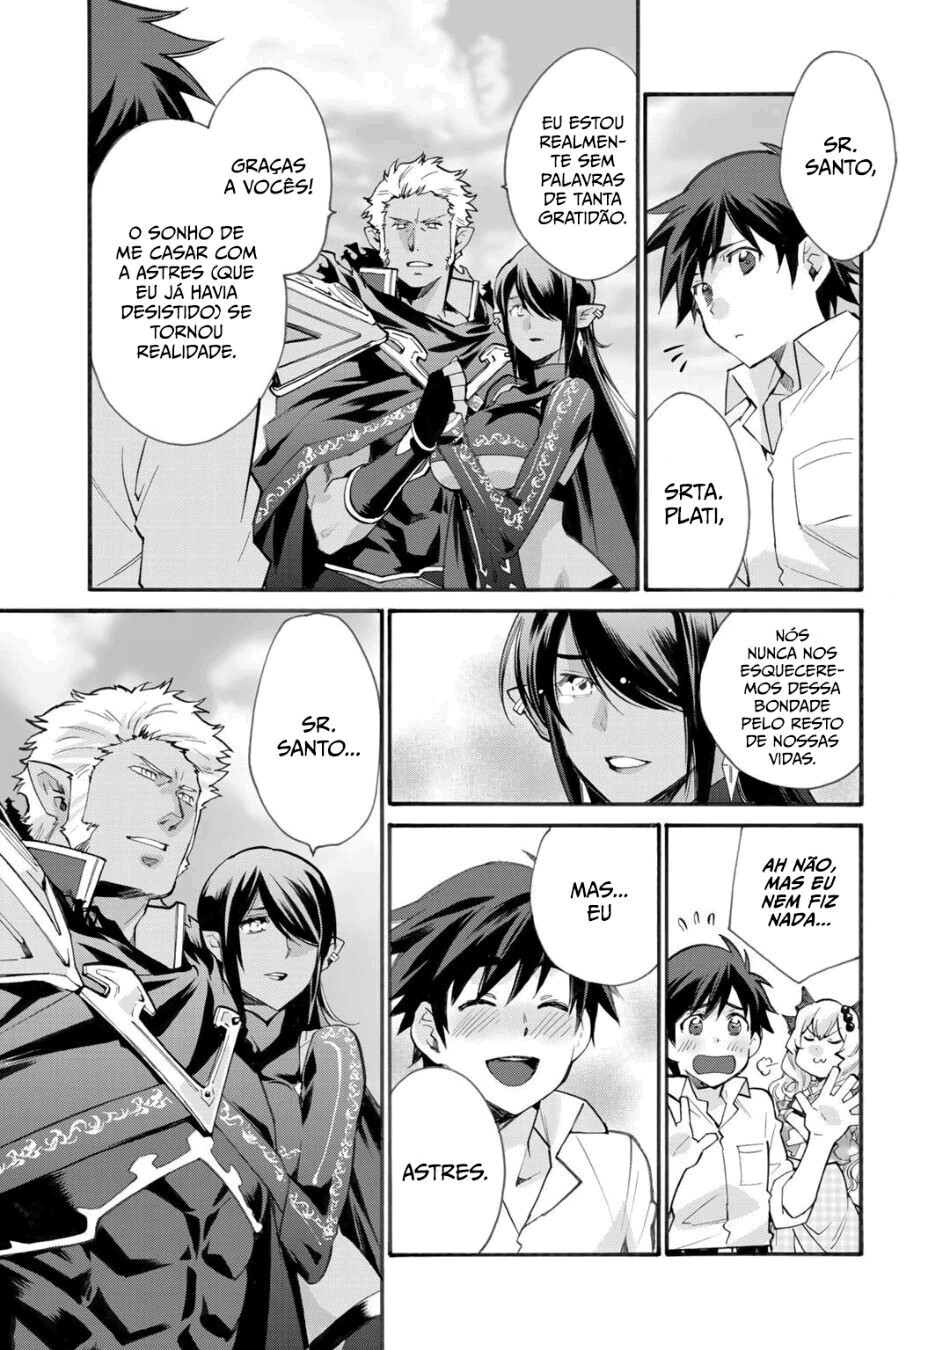 SR.
SANTO,
SRTA.
PLATI,
EU ESTOU
REALMEN-
TE SEM
PALAVRAS
DE TANTA
GRATIDÃO.
GRAÇAS
A VOCÊS!
O SONHO DE
ME CASAR COM
A ASTRES (QUE
EU JÁ HAVIA
DESISTIDO) SE
TORNOU
REALIDADE.
NÓS
NUNCA NOS
ESQUECERE-
MOS DESSA
BONDADE
PELO RESTO
DE NOSSAS
VIDAS.
AH NÃO,
MAS EU
NEM FIZ
NADA...
MAS...
EU
ASTRES.
SR.
SANTO...